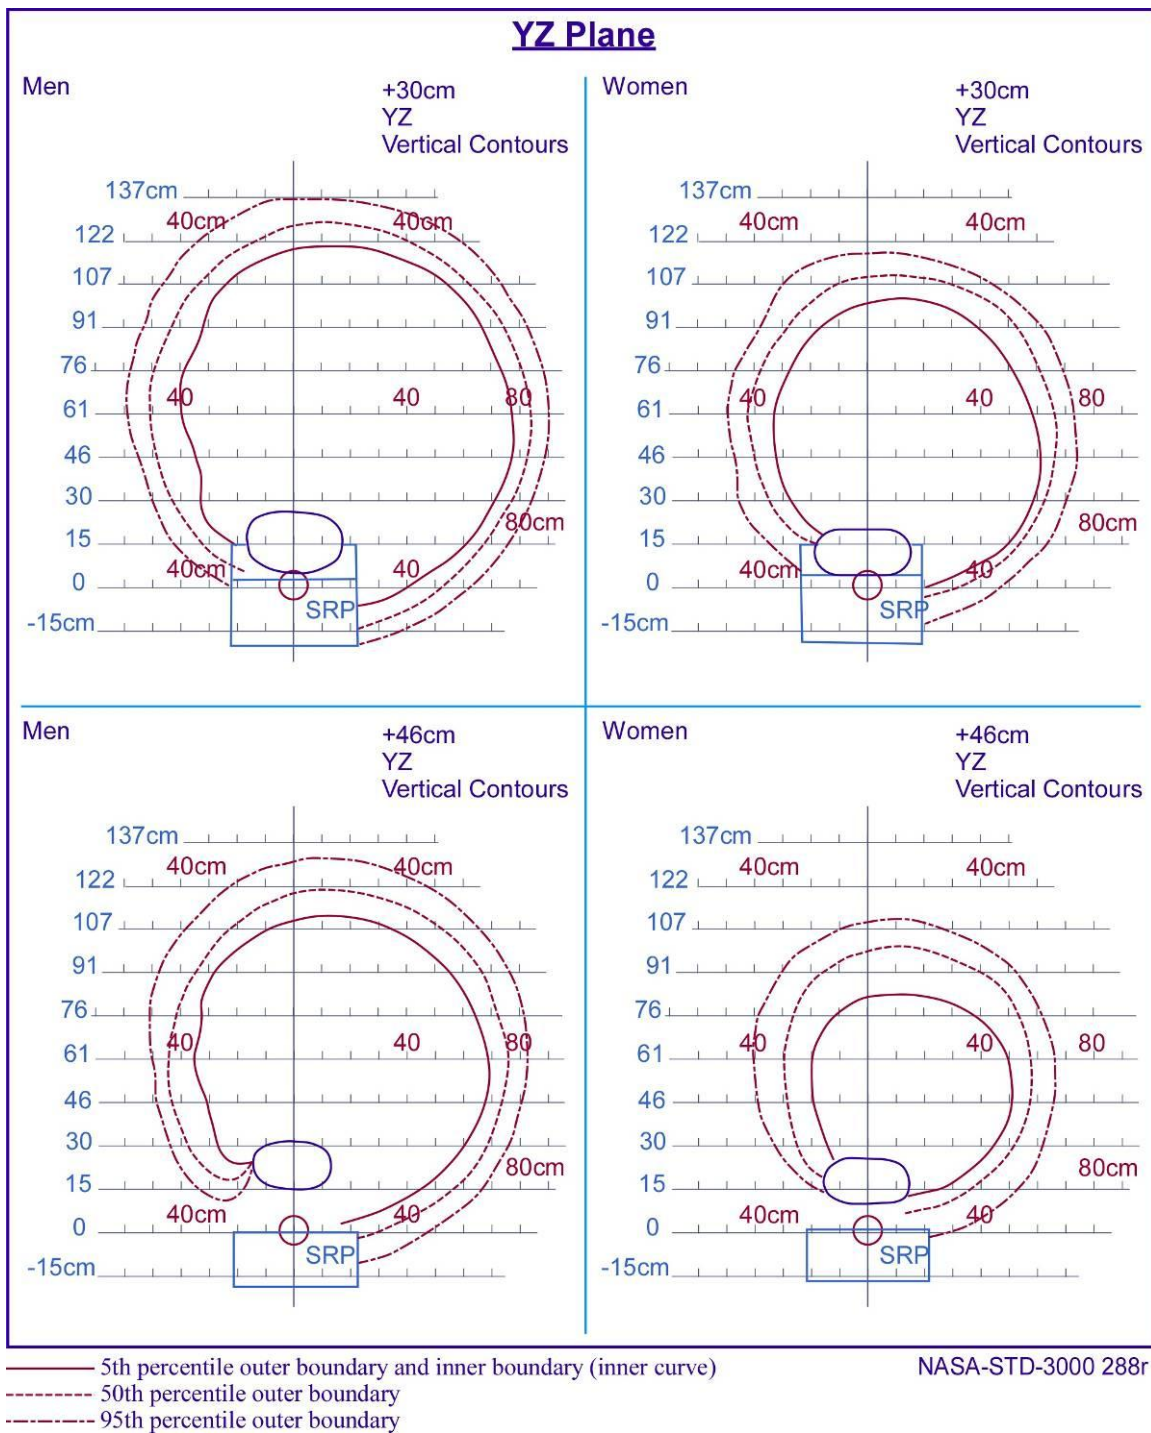 YZ Plane
Men
+30cm
YZ
Vertical Contours
137cm
40cm 40cm
122
107
91
76
40 40 80
61
46
30
80cm
15
40cm 40
0
SRP
-15cm
Women
+30cm
YZ
Vertical Contours
137cm
40cm 40cm
122
107
91
76
40 40 80
61
46
30
80cm
15
40cm 40
0
SRP
-15cm
Men
+46cm
YZ
Vertical Contours
137cm
40cm 40cm
122
107
91
76
40 40 80
61
46
30
80cm
15
40cm 40
0
SRP
-15cm
Women
+46cm
YZ
Vertical Contours
137cm
40cm 40cm
122
107
91
76
40 40 80
61
46
30
80cm
15
40cm 40
0
SRP
-15cm
5th percentile outer boundary and inner boundary (inner curve) NASA-STD-3000 288r
50th percentile outer boundary
95th percentile outer boundary